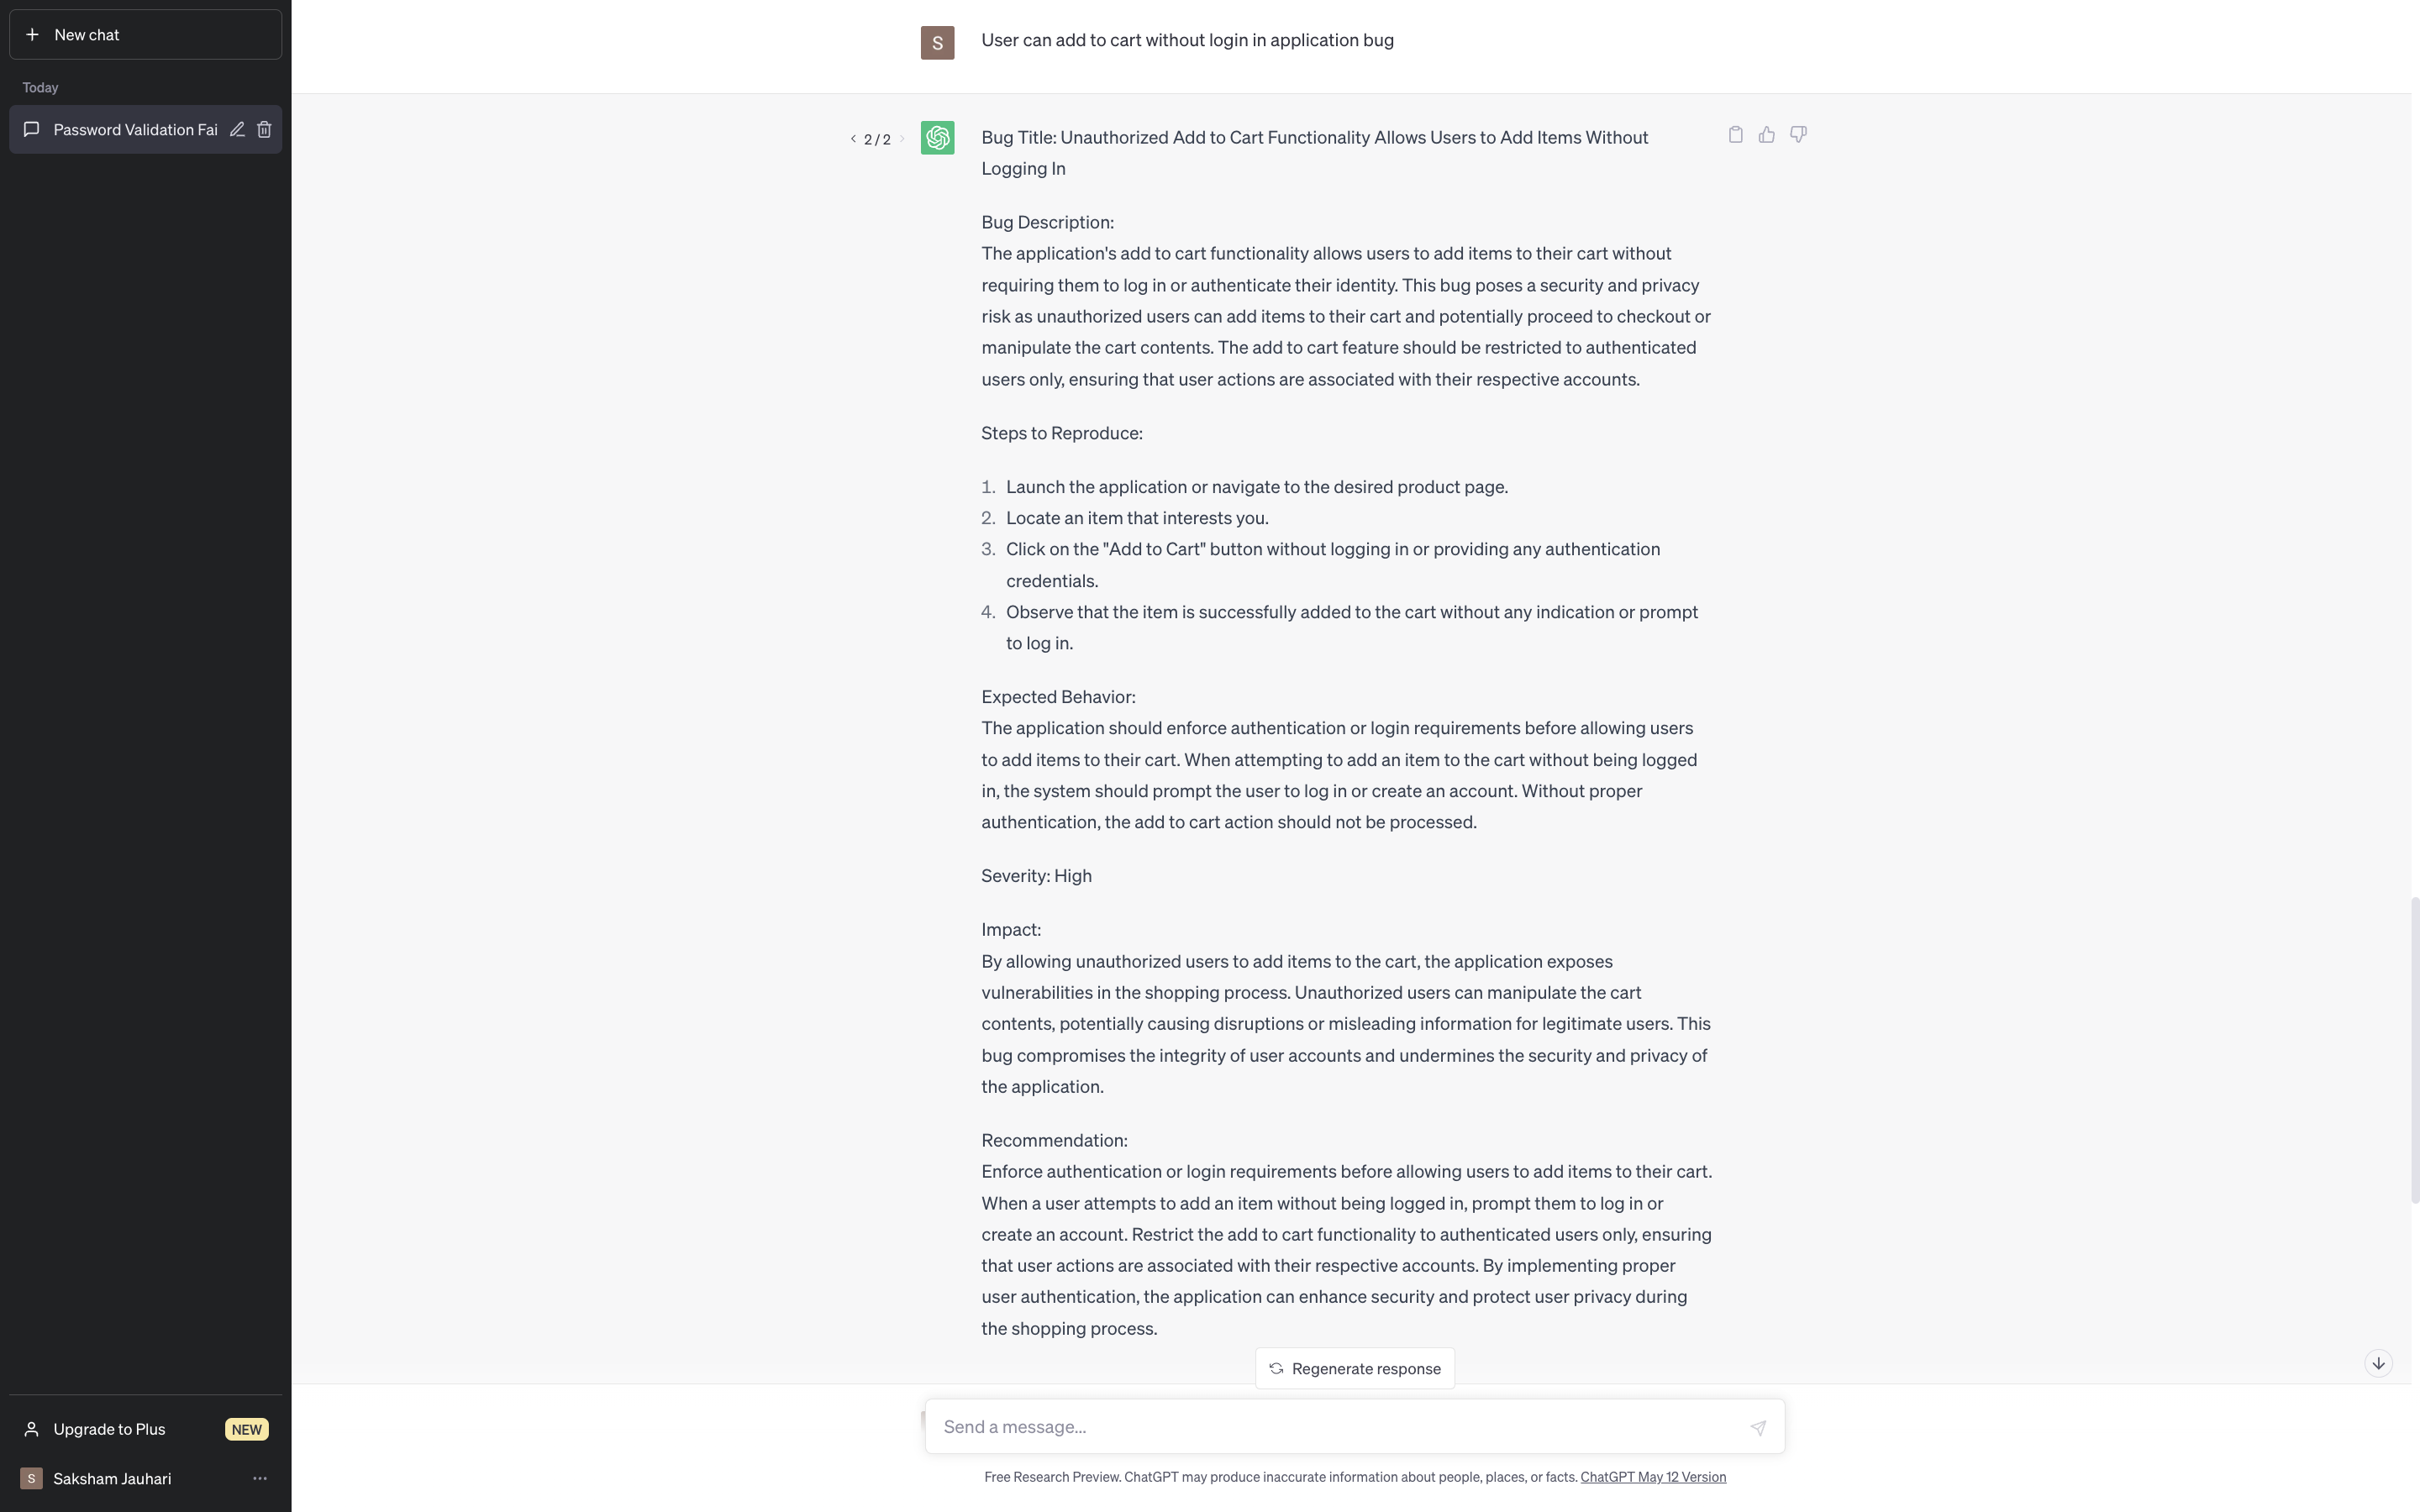 New chat
Today
Password Validation Fai
Upgrade to Plus
NEW
S
Saksham Jauhari
S
User can add to cart without login in application bug
2 / 2
Bug Title: Unauthorized Add to Cart Functionality Allows Users to Add Items Without
Logging In
Bug Description:
The application's add to cart functionality allows users to add items to their cart without
requiring them to log in or authenticate their identity. This bug poses a security and privacy
risk as unauthorized users can add items to their cart and potentially proceed to checkout or
manipulate the cart contents. The add to cart feature should be restricted to authenticated
users only, ensuring that user actions are associated with their respective accounts.
Steps to Reproduce:
1. Launch the application or navigate to the desired product page.
2. Locate an item that interests you.
3. Click on the "Add to Cart" button without logging in or providing any authentication
credentials.
4. Observe that the item is successfully added to the cart without any indication or prompt
to log in.
Expected Behavior:
The application should enforce authentication or login requirements before allowing users
to add items to their cart. When attempting to add an item to the cart without being logged
in, the system should prompt the user to log in or create an account. Without proper
authentication, the add to cart action should not be processed.
Severity: High
Impact:
By allowing unauthorized users to add items to the cart, the application exposes
vulnerabilities in the shopping process. Unauthorized users can manipulate the cart
contents, potentially causing disruptions or misleading information for legitimate users. This
bug compromises the integrity of user accounts and undermines the security and privacy of
the application.
Recommendation:
Enforce authentication or login requirements before allowing users to add items to their cart.
When a user attempts to add an item without being logged in, prompt them to log in or
create an account. Restrict the add to cart functionality to authenticated users only, ensuring
that user actions are associated with their respective accounts. By implementing proper
user authentication, the application can enhance security and protect user privacy during
the shopping process.
Regenerate response
Send a message...
Free Research Preview. ChatGPT may produce inaccurate information about people, places, or facts. ChatGPT May 12 Version